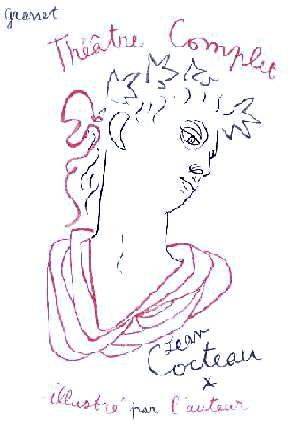 Grasset
Théâtre Complet
Jean
Cocteau
illustré par l'auteur